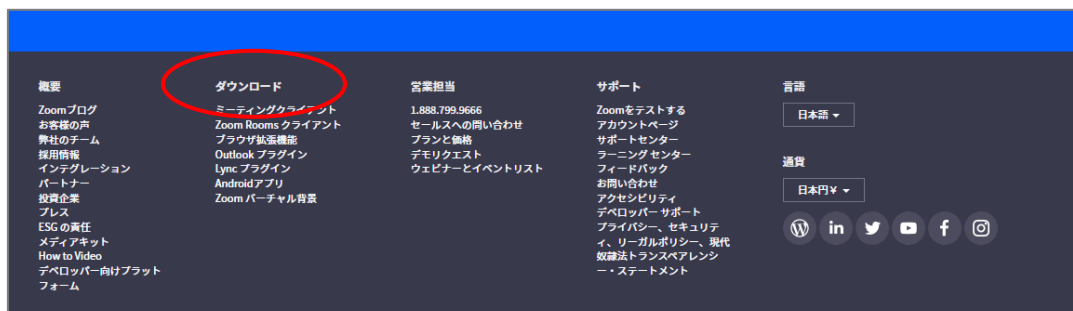 概要
Zoomブログ
お客様の声
弊社のチーム
採用情報
インテグレーション
パートナー
投資企業
プレス
ESG の責任
メディアキット
How to Video
デベロッパー向けプラット
フォーム
ダウンロード
ミーティングクライアント
Zoom Rooms クライアント
ブラウザ拡張機能
Outlook プラグイン
Lync プラグイン
Androidアプリ
Zoom バーチャル背景
営業担当
1.888.799.9666
セールスへの問い合わせ
プランと価格
デモリクエスト
ウェビナーとイベントリスト
サポート
Zoomをテストする
アカウントページ
サポートセンター
ラーニング センター
フィードバック
お問い合わせ
アクセシビリティ
デベロッパー サポート
プライバシー、セキュリテ
ィ、リーガルポリシー、現代
奴隷法トランスペアレンシ
ー・ステートメント
言語
日本語
通貨
日本円 ¥